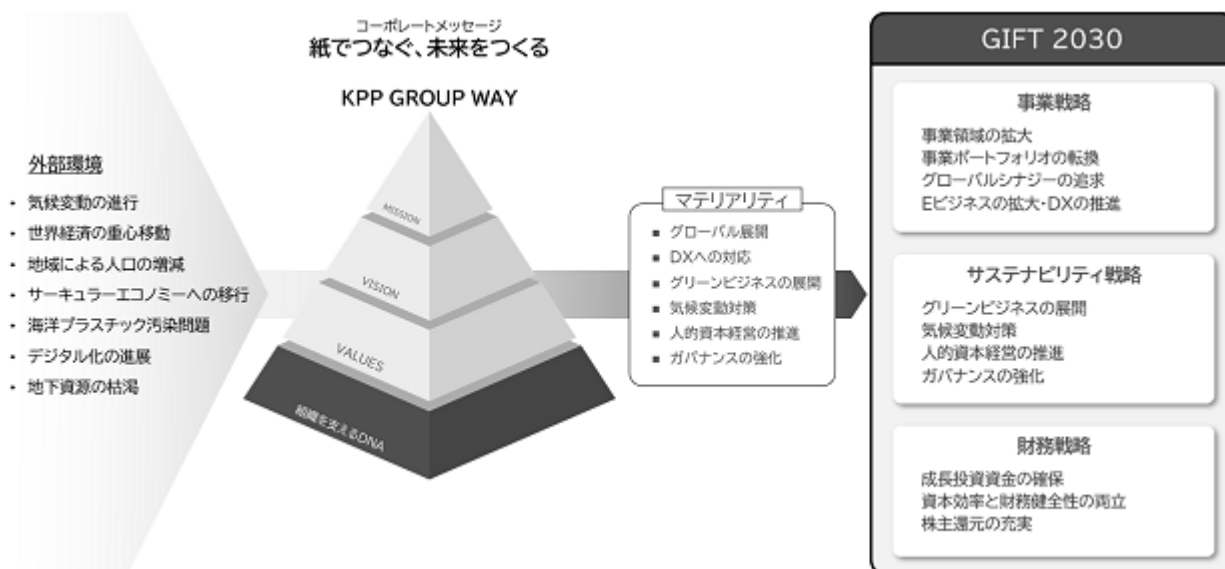 コーポレートメッセージ
紙でつなぐ、未来をつくる
KPP GROUP WAY
外部環境
・ 気候変動の進行
・ 世界経済の重心移動
・ 地域による人口の増減
・ サーキュラーエコノミーへの移行
・ 海洋プラスチック汚染問題
・ デジタル化の進展
・ 地下資源の枯渇
MISSION
VISION
VALUES
組織を支えるDNA
マテリアリティ
■ グローバル展開
■ DXへの対応
■ グリーンビジネスの展開
■ 気候変動対策
■ 人的資本経営の推進
■ ガバナンスの強化
GIFT 2030
事業戦略
事業領域の拡大
事業ポートフォリオの転換
グローバルシナジーの追求
Eビジネスの拡大・DXの推進
サステナビリティ戦略
グリーンビジネスの展開
気候変動対策
人的資本経営の推進
ガバナンスの強化
財務戦略
成長投資資金の確保
資本効率と財務健全性の両立
株主還元の充実